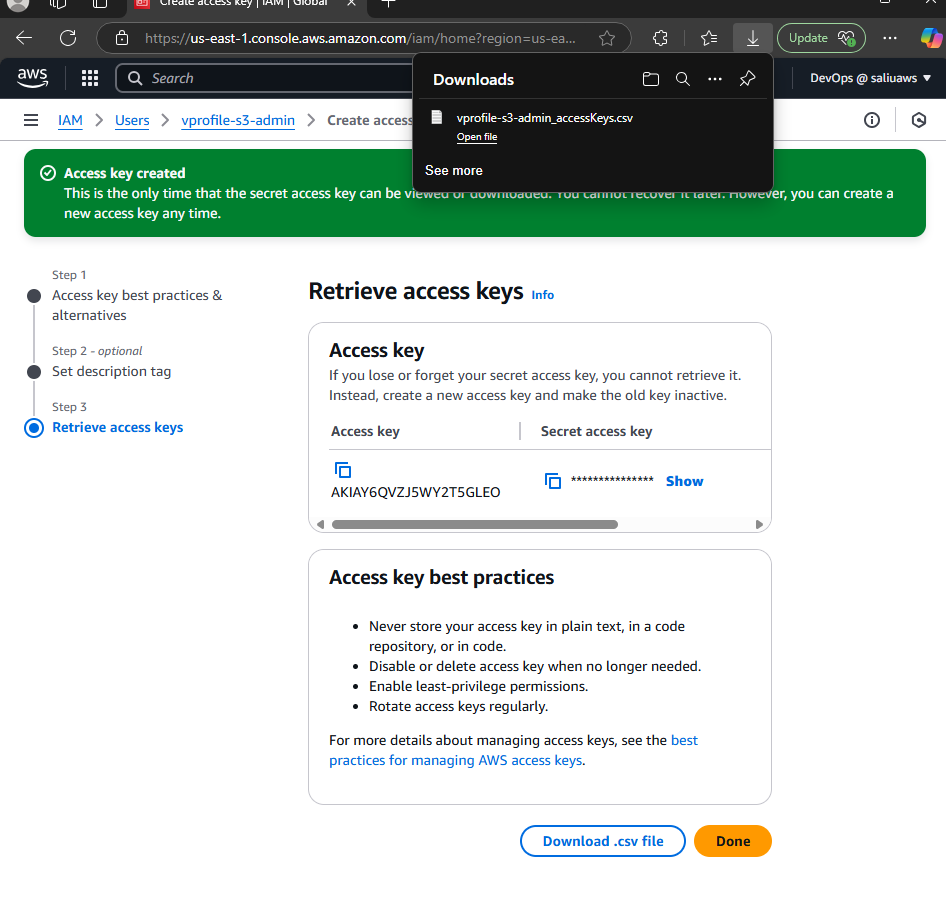 Create access key | IAM | Global
https://us-east-1.console.aws.amazon.com/iam/home?region=us-ea...
Update
aws
Search
DevOps @ saliuaws
Downloads
vprofile-s3-admin_accessKeys.csv
Open file
See more
IAM
Users
vprofile-s3-admin
Create access
Access key created
This is the only time that the secret access key can be viewed or downloaded. You cannot recover it later. However, you can create a
new access key any time.
Step 1
Access key best practices &
alternatives
Step 2 - optional
Set description tag
Step 3
Retrieve access keys
Retrieve access keys Info
Access key
If you lose or forget your secret access key, you cannot retrieve it.
Instead, create a new access key and make the old key inactive.
Access key
Secret access key
AKIAY6QVZJ5WY2T5GLEO
*************** Show
Access key best practices
• Never store your access key in plain text, in a code
repository, or in code.
• Disable or delete access key when no longer needed.
• Enable least-privilege permissions.
• Rotate access keys regularly.
For more details about managing access keys, see the best
practices for managing AWS access keys.
Download .csv file
Done